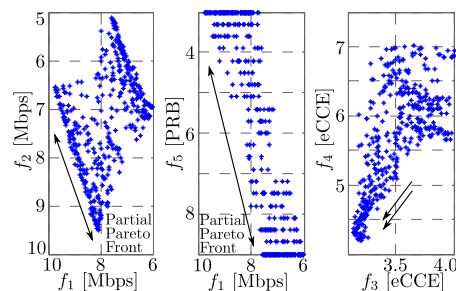 5
6
7
8
9
10
f2 [Mbps]
Partial
Pareto
Front
10
8
6
f1 [Mbps]
4
6
8
f5 [PRB]
Partial
Pareto
Front
10
8
6
f1 [Mbps]
7
6
5
f4 [eCCE]
3.5
4.0
f3 [eCCE]